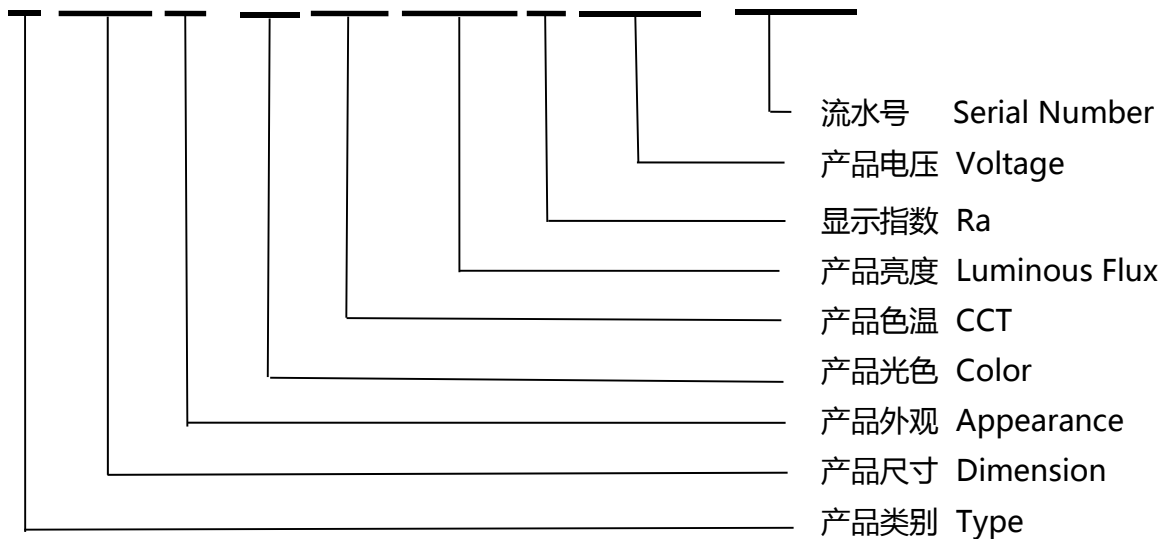 流水号 Serial Number
产品电压 Voltage
显示指数 Ra
产品亮度 Luminous Flux
产品色温 CCT
产品光色 Color
产品外观 Appearance
产品尺寸 Dimension
产品类别 Type